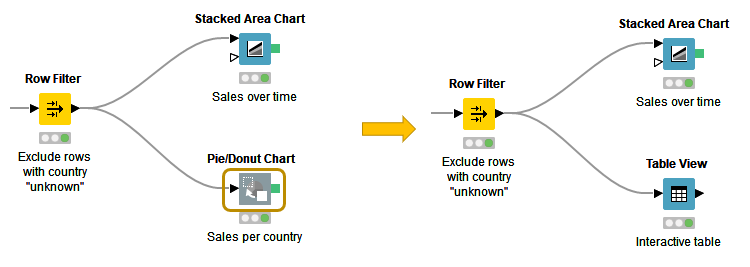 Stacked Area Chart
Sales over time
Row Filter
Exclude rows
with country
"unknown"
Pie/Donut Chart
Sales per country
Stacked Area Chart
Sales over time
Row Filter
Exclude rows
with country
"unknown"
Table View
Interactive table